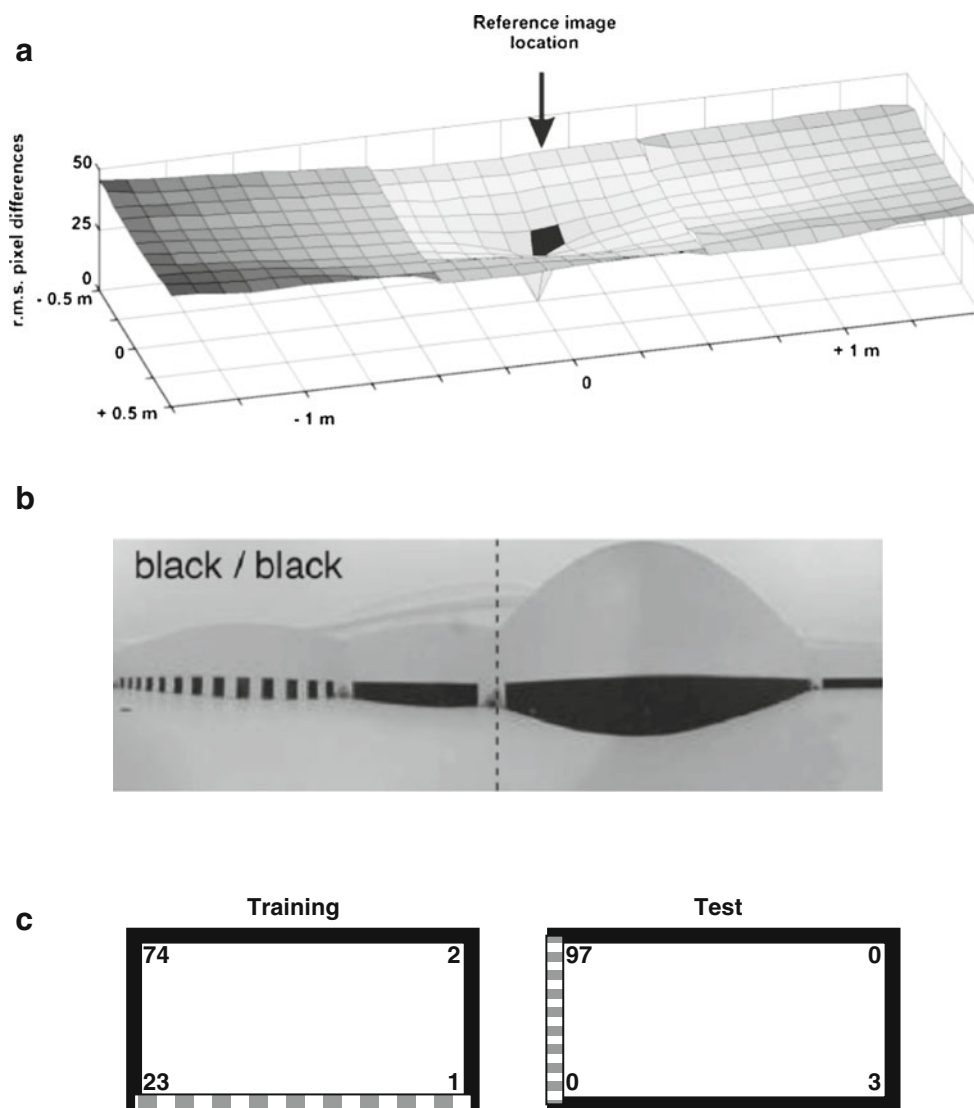 a
Reference image
location
r.m.s. pixel differences
50
25
0
- 0.5 m
0
+ 0.5 m
- 1 m
0
+ 1 m
b
black / black
c
Training
Test
74
2
23
1
97
0
0
3